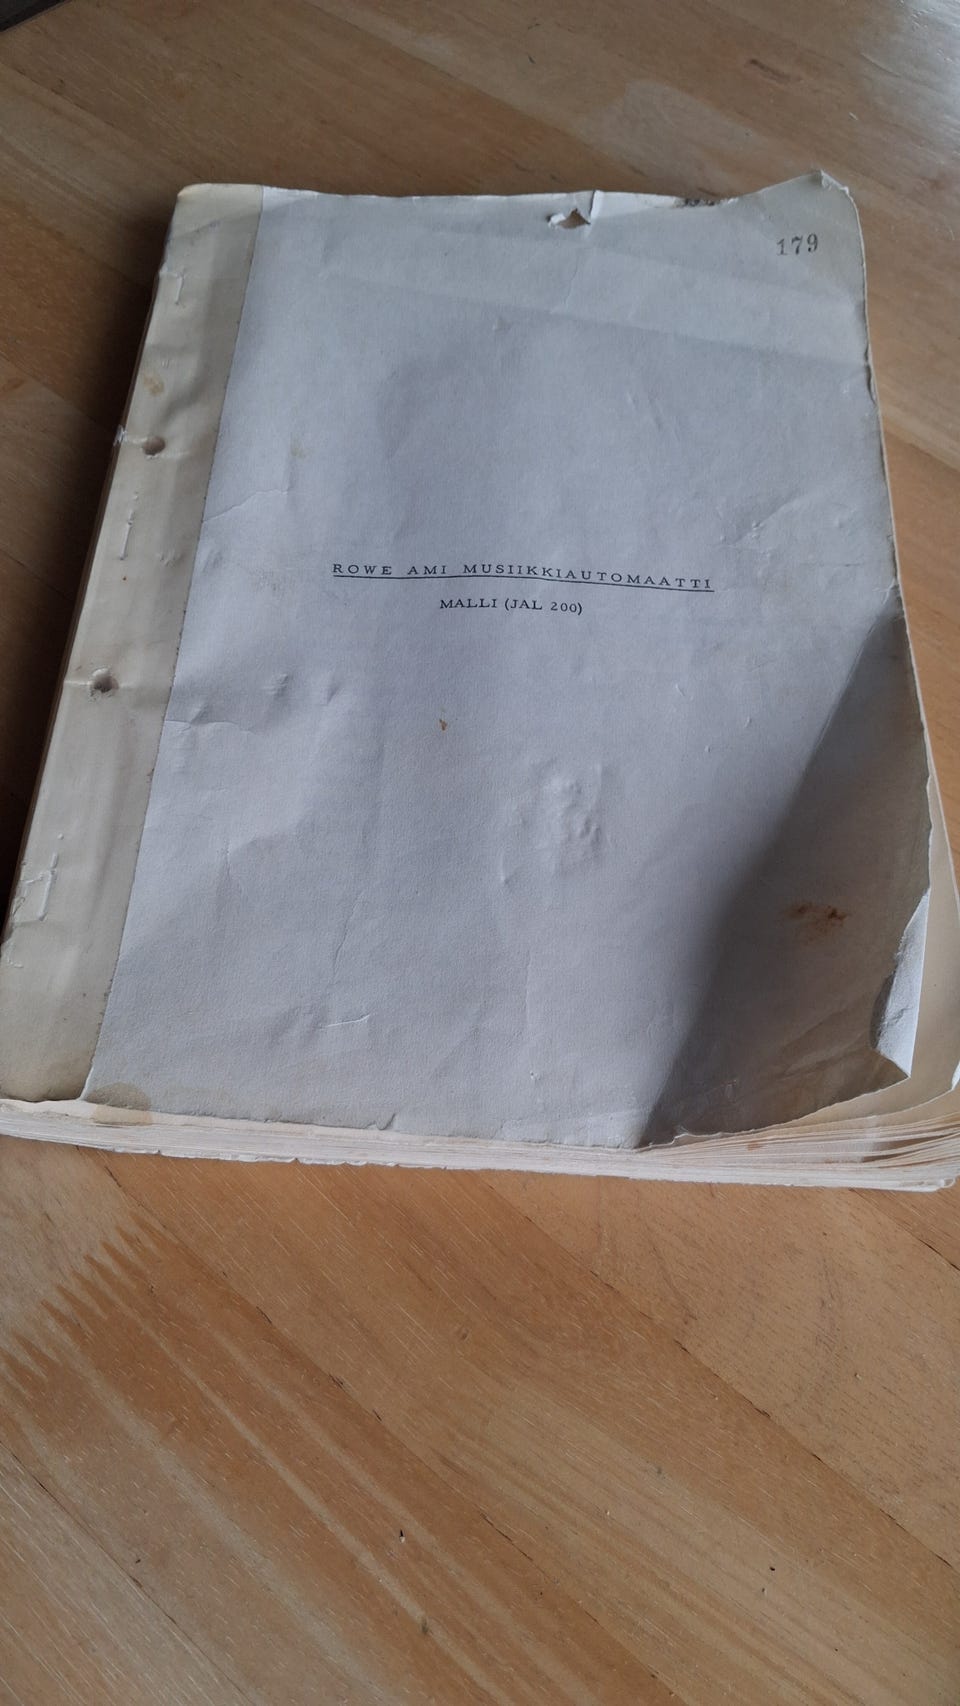 179
ROWE AMI MUSIIKKIAUTOMAATTI
MALLI (JAL 200)